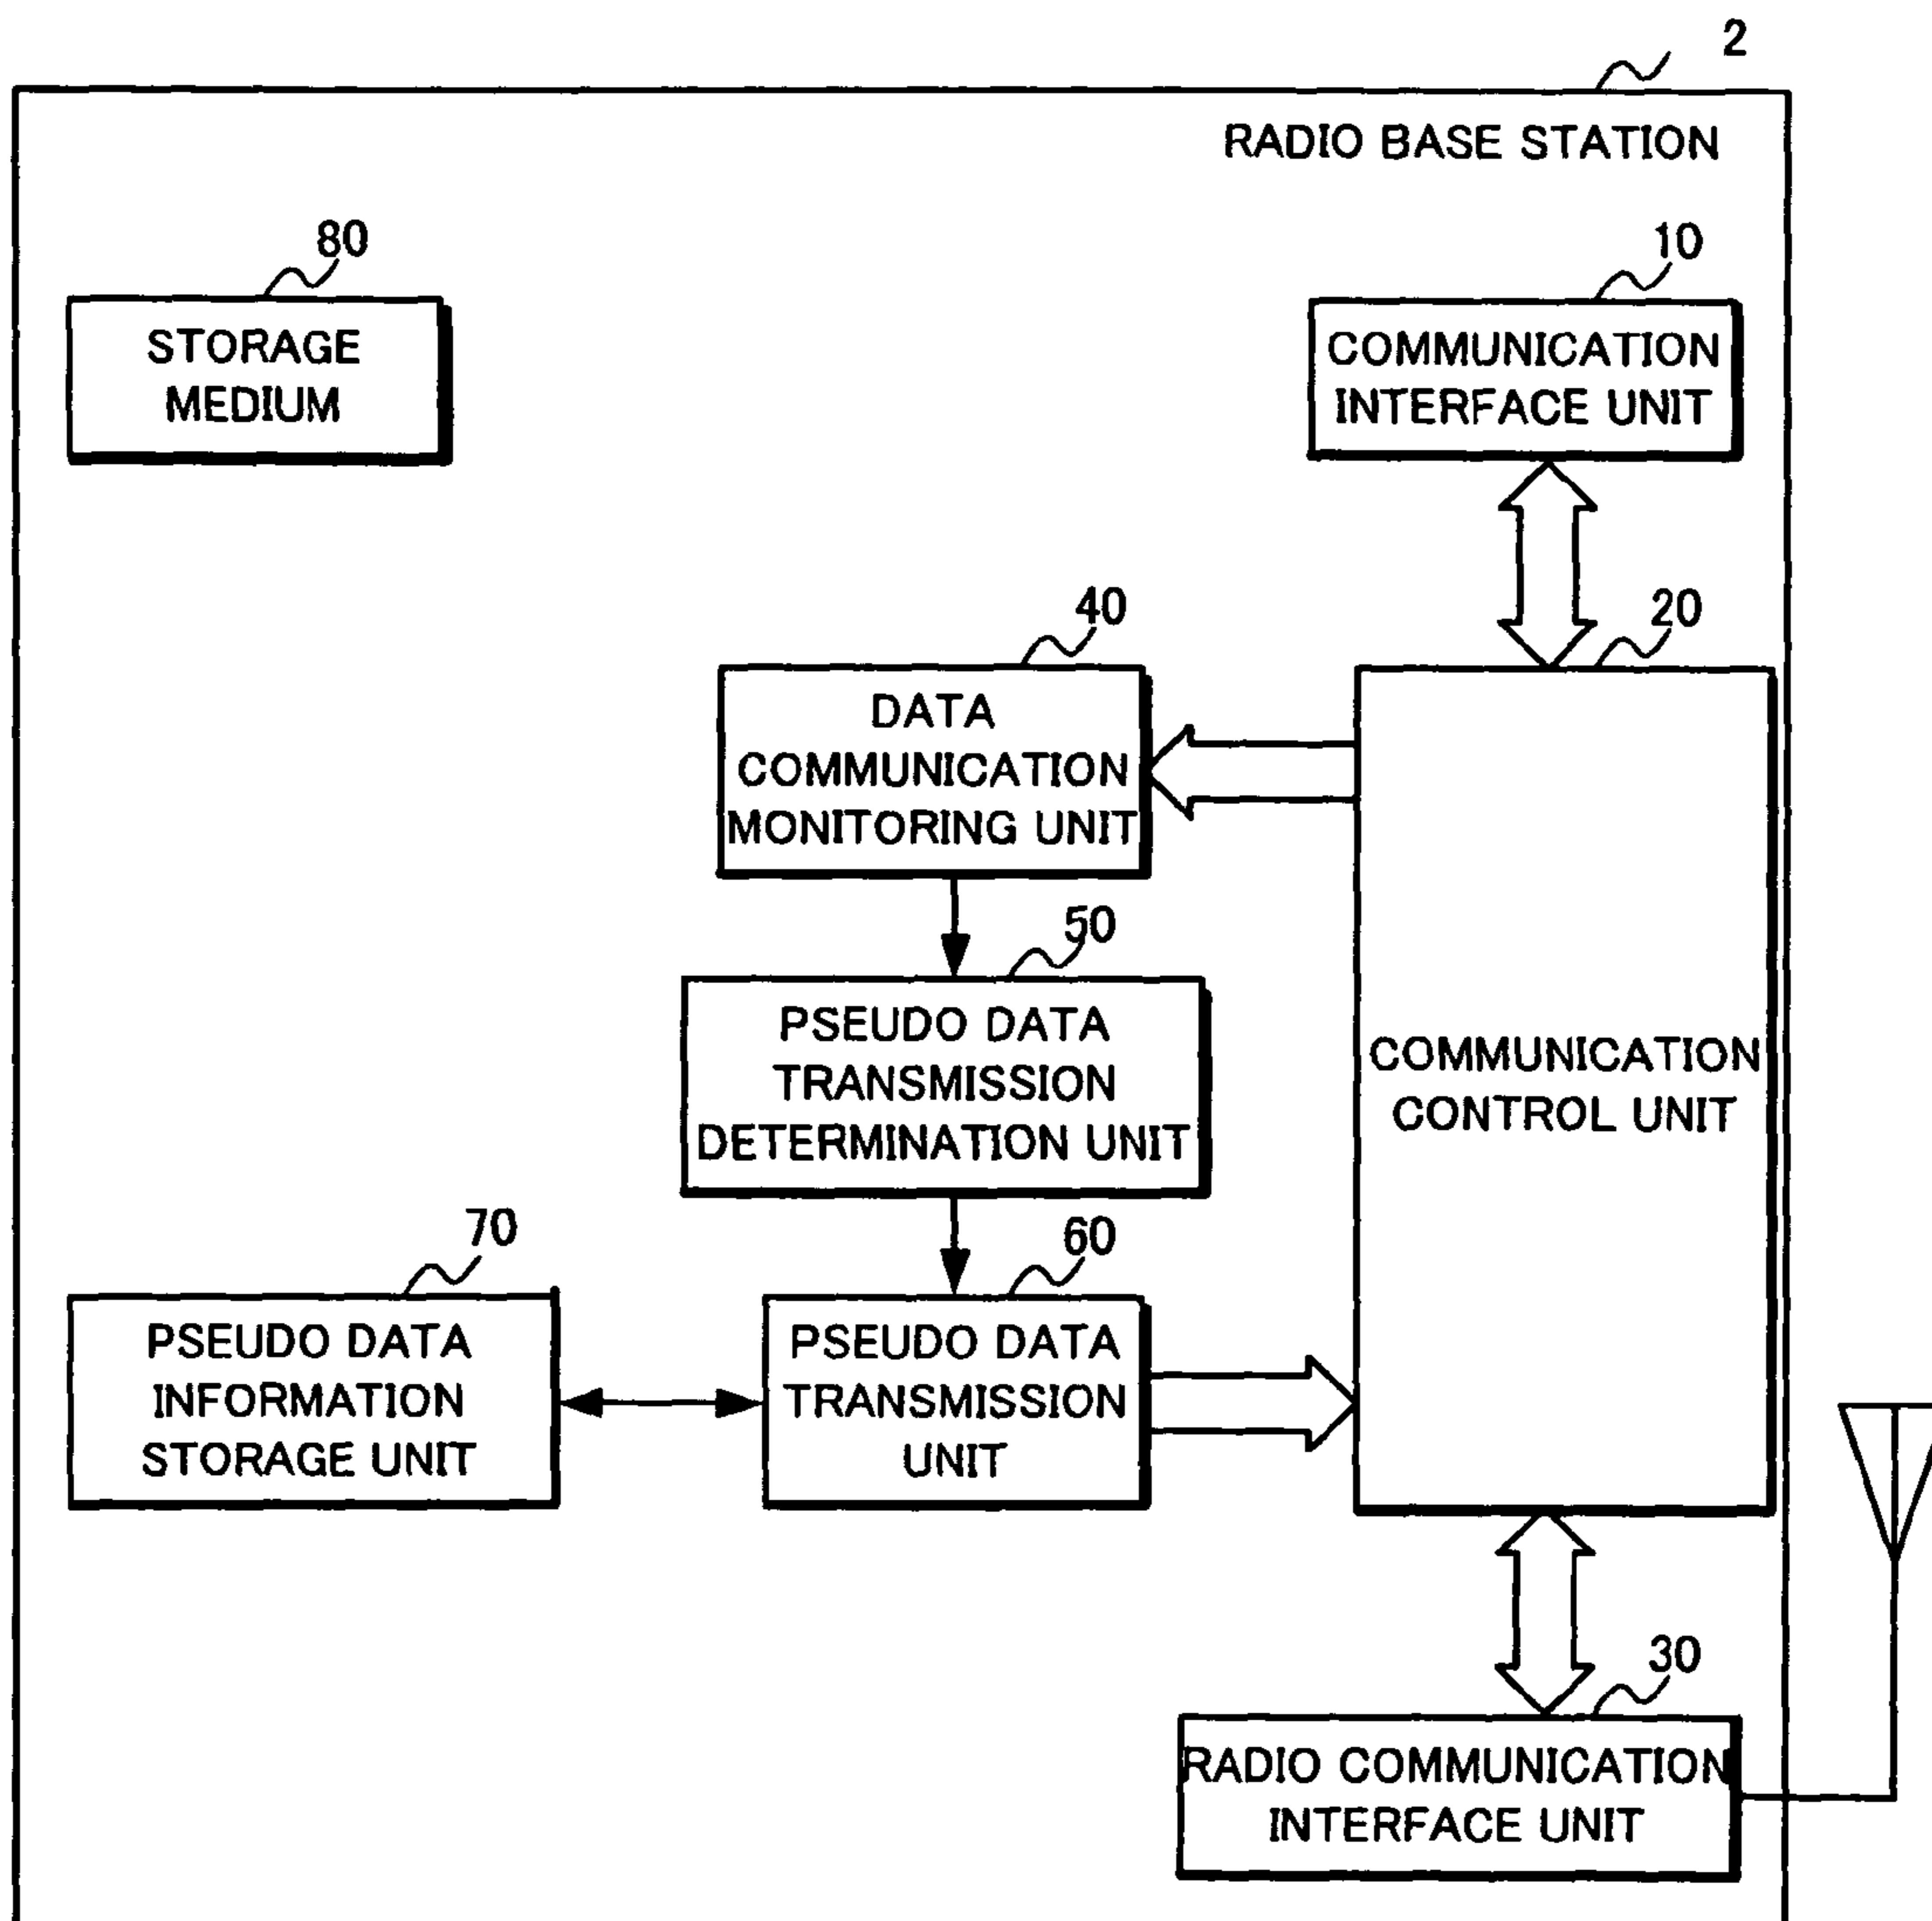 2
RADIO BASE STATION
80
STORAGE
MEDIUM
10
COMMUNICATION
INTERFACE UNIT
40
DATA
COMMUNICATION
MONITORING UNIT
20
COMMUNICATION
CONTROL UNIT
50
PSEUDO DATA
TRANSMISSION
DETERMINATION UNIT
70
PSEUDO DATA
INFORMATION
STORAGE UNIT
60
PSEUDO DATA
TRANSMISSION
UNIT
30
RADIO COMMUNICATION
INTERFACE UNIT